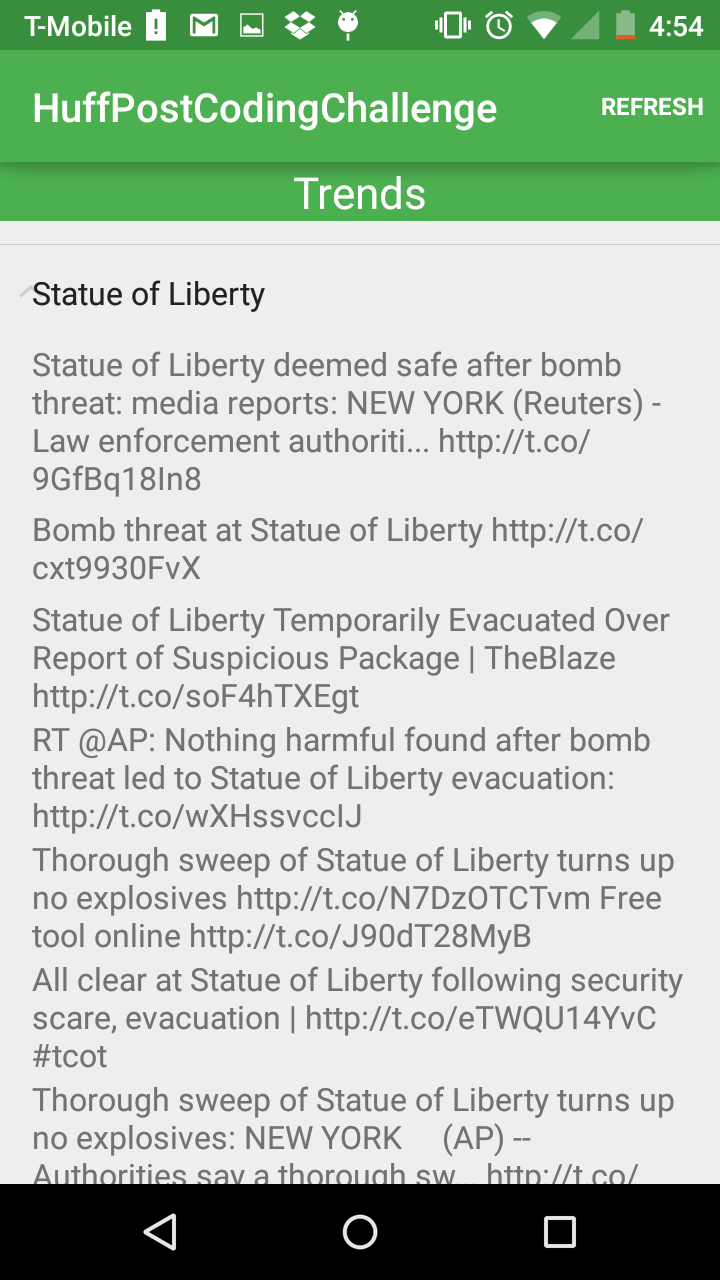 T-Mobile 4:54
HuffPostCodingChallenge REFRESH
Trends
Statue of Liberty
Statue of Liberty deemed safe after bomb
threat: media reports: NEW YORK (Reuters) -
Law enforcement authoriti... http://t.co/
9GfBq18In8
Bomb threat at Statue of Liberty http://t.co/
cxt9930FvX
Statue of Liberty Temporarily Evacuated Over
Report of Suspicious Package | TheBlaze
http://t.co/soF4hTXEgt
RT @AP: Nothing harmful found after bomb
threat led to Statue of Liberty evacuation:
http://t.co/wXHssvccIJ
Thorough sweep of Statue of Liberty turns up
no explosives http://t.co/N7DzOTCTvm Free
tool online http://t.co/J90dT28MyB
All clear at Statue of Liberty following security
scare, evacuation | http://t.co/eTWQU14YvC
#tcot
Thorough sweep of Statue of Liberty turns up
no explosives: NEW YORK (AP) --
Authorities say a thorough sw... http://t.co/